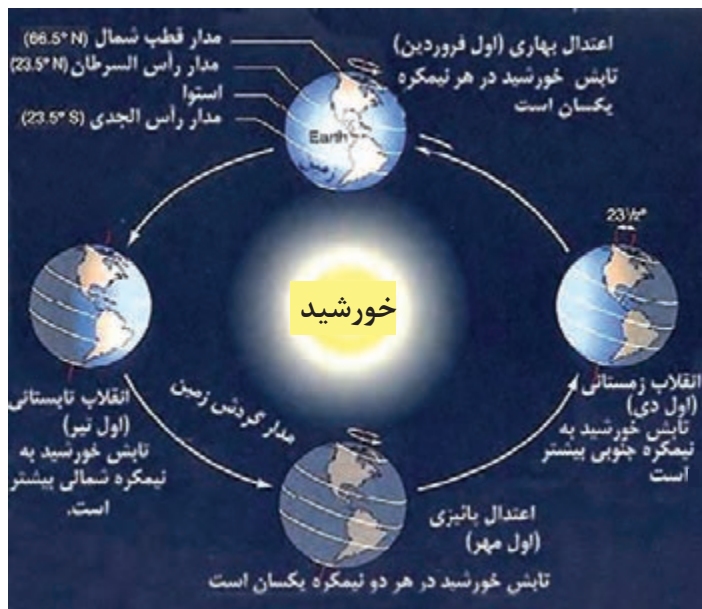 مدار قطب شمال (66.5° N)
مدار رأس السرطان (23.5° N)
استوا
مدار رأس الجدی (23.5° S)
اعتدال بهاری (اول فروردین)
تابش خورشید در هر نیمکره
یکسان است
Earth
زمین
23½°
خورشید
انقلاب زمستانی
(اول دی)
تابش خورشید به
نیمکره جنوبی بیشتر
است
انقلاب تابستانی
(اول تیر)
تابش خورشید به
نیمکره شمالی بیشتر
است.
مدار گردش زمین
اعتدال پائیزی
(اول مهر)
تابش خورشید در هر دو نیمکره یکسان است